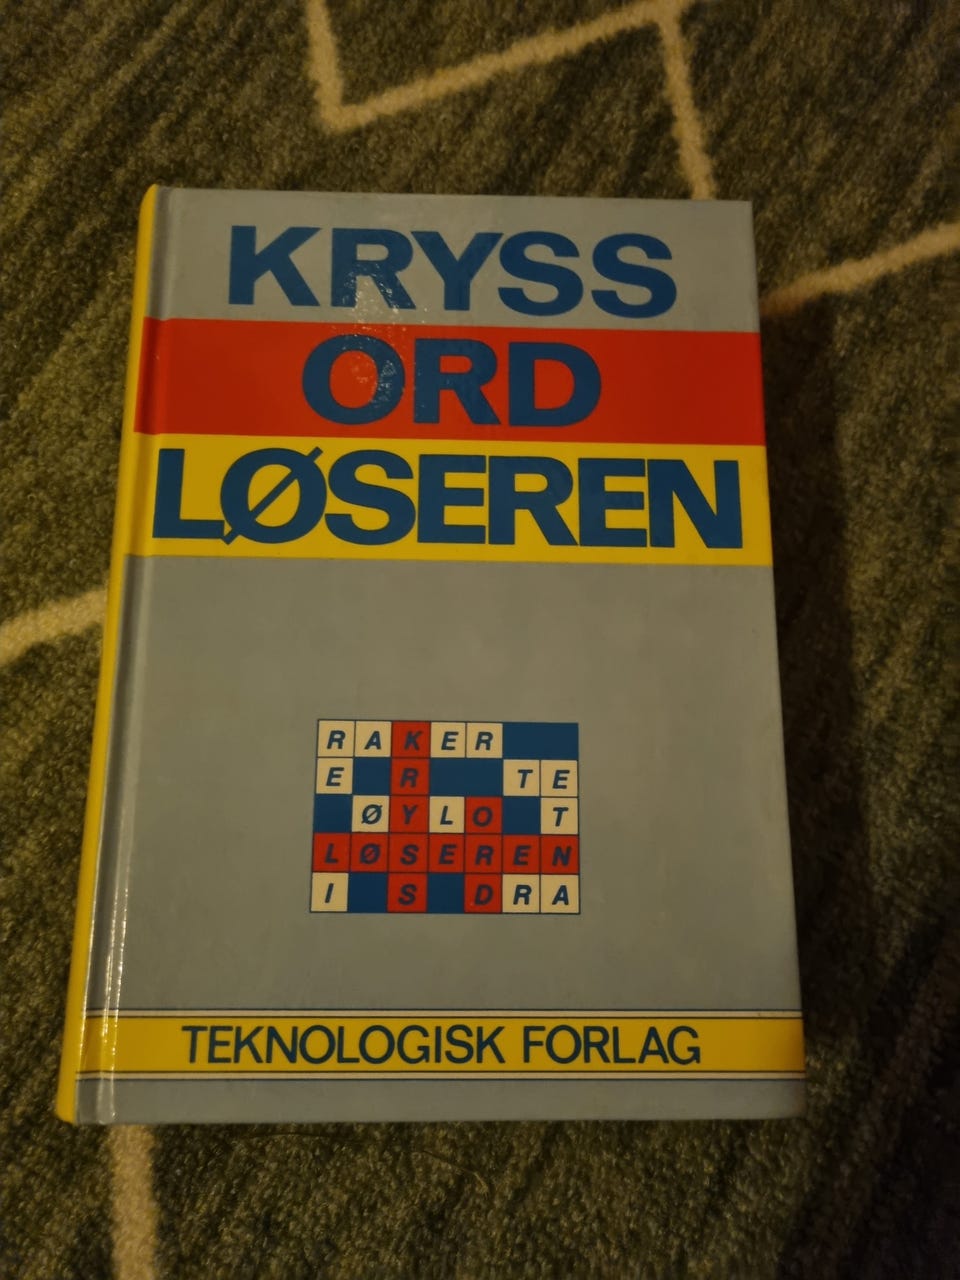 KRYSS
ORD
LØSEREN
RAKER
E R TE
ØYLO T
LØSEREN
I S DRA
TEKNOLOGISK FORLAG